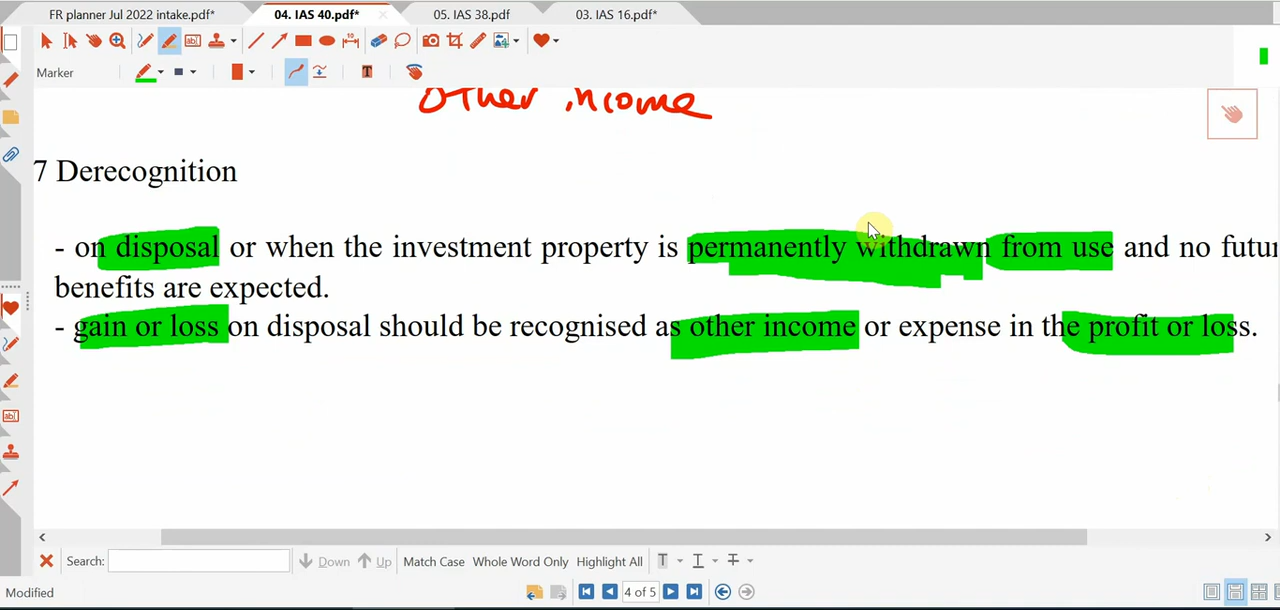 FR planner Jul 2022 intake.pdf*
04. IAS 40.pdf*
05. IAS 38.pdf
03. IAS 16.pdf*
Marker
other income
7 Derecognition
- on disposal or when the investment property is permanently withdrawn from use and no futur
benefits are expected.
- gain or loss on disposal should be recognised as other income or expense in the profit or loss.
Search:
Down
Up
Match Case
Whole Word Only
Highlight All
Modified
4 of 5